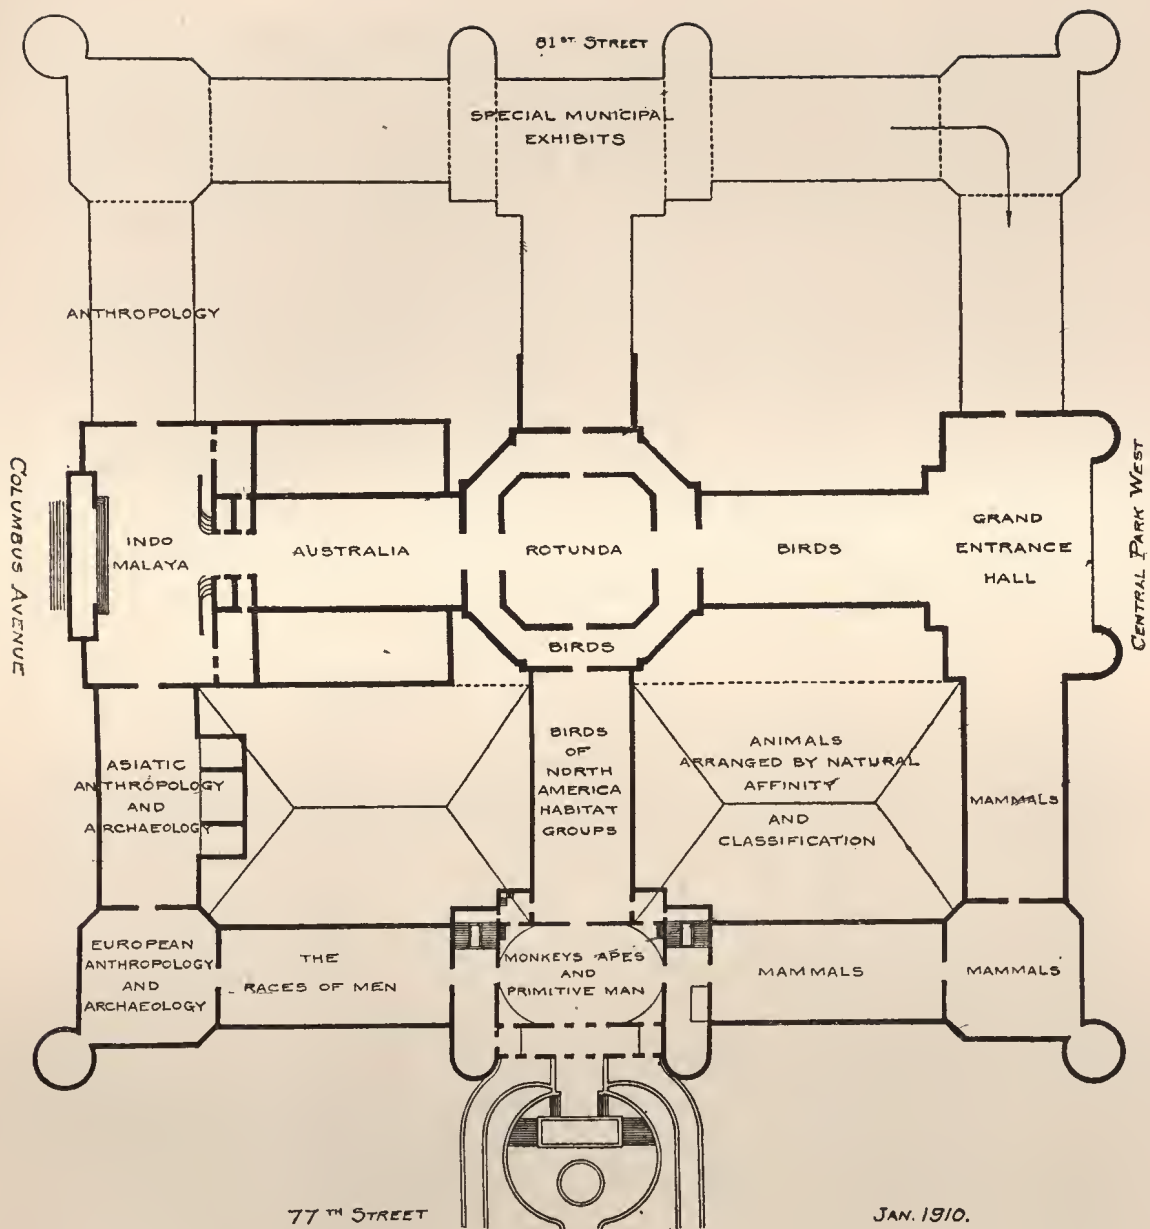 81ST. STREET
SPECIAL MUNICIPAL
EXHIBITS
ANTHROPOLOGY
COLUMBUS AVENUE
INDO
MALAYA
AUSTRALIA
ROTUNDA
BIRDS
GRAND
ENTRANCE
HALL
CENTRAL PARK WEST
BIRDS
ASIATIC
ANTHROPOLOGY
AND
ARCHAEOLOGY
BIRDS
OF
NORTH
AMERICA
HABITAT
GROUPS
ANIMALS
ARRANGED BY NATURAL
AFFINITY
AND
CLASSIFICATION
MAMMALS
EUROPEAN
ANTHROPOLOGY
AND
ARCHAEOLOGY
THE
RACES OF MEN
MONKEYS APES
AND
PRIMITIVE MAN
MAMMALS
MAMMALS
77TH STREET
JAN. 1910.